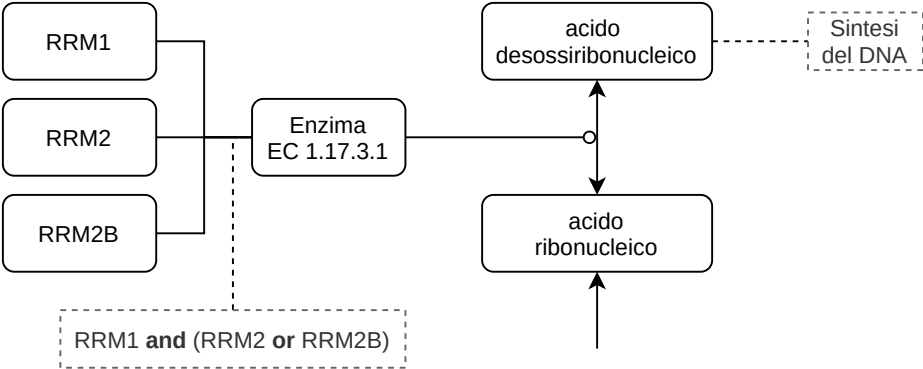 RRM1
RRM2
RRM2B
Enzima
EC 1.17.3.1
acido
desossiribonucleico
Sintesi
del DNA
acido
ribonucleico
RRM1 and (RRM2 or RRM2B)